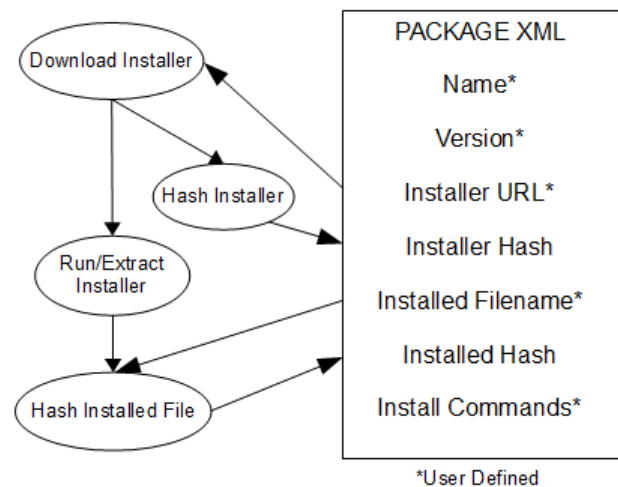 Download Installer
Hash Installer
Run/Extract
Installer
Hash Installed File
PACKAGE XML
Name*
Version*
Installer URL*
Installer Hash
Installed Filename*
Installed Hash
Install Commands*
*User Defined